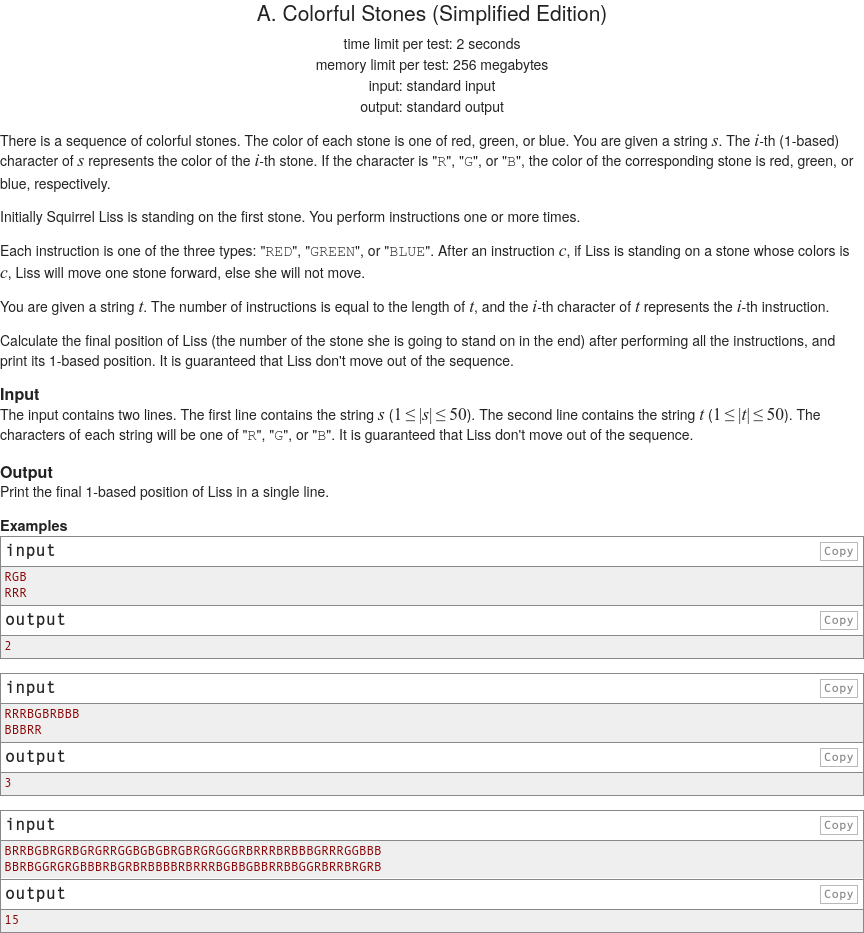 A. Colorful Stones (Simplified Edition)
time limit per test: 2 seconds
memory limit per test: 256 megabytes
input: standard input
output: standard output
There is a sequence of colorful stones. The color of each stone is one of red, green, or blue. You are given a string s. The i-th (1-based)
character of s represents the color of the i-th stone. If the character is "R", "G", or "B", the color of the corresponding stone is red, green, or
blue, respectively.
Initially Squirrel Liss is standing on the first stone. You perform instructions one or more times.
Each instruction is one of the three types: "RED", "GREEN", or "BLUE". After an instruction c, if Liss is standing on a stone whose colors is
c, Liss will move one stone forward, else she will not move.
You are given a string t. The number of instructions is equal to the length of t, and the i-th character of t represents the i-th instruction.
Calculate the final position of Liss (the number of the stone she is going to stand on in the end) after performing all the instructions, and
print its 1-based position. It is guaranteed that Liss don't move out of the sequence.
Input
The input contains two lines. The first line contains the string s (1 ≤ |s| ≤ 50). The second line contains the string t (1 ≤ |t| ≤ 50). The
characters of each string will be one of "R", "G", or "B". It is guaranteed that Liss don't move out of the sequence.
Output
Print the final 1-based position of Liss in a single line.
Examples
input Copy
RGB
RRR
output Copy
2
input Copy
RRRBGBRBBB
BBBRR
output Copy
3
input Copy
BRRBGBRGRBGRGRRGGBGBGBRGBRGRGGGRBRRRBRBBBGRRRGGBBB
BBRBGGRGRGBBBRBGRBRBBBBRBRRRBGBBGBBRRBBGGRBRRBRGRB
output Copy
15